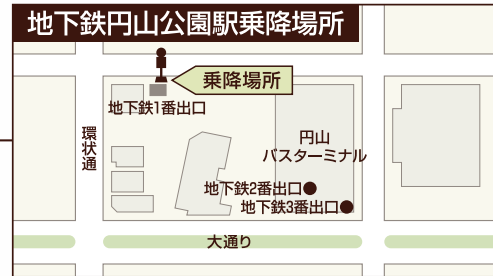 地下鉄円山公園駅乗降場所
乗降場所
地下鉄1番出口
環状通
円山
バスターミナル
地下鉄2番出口●
地下鉄3番出口●
大通り